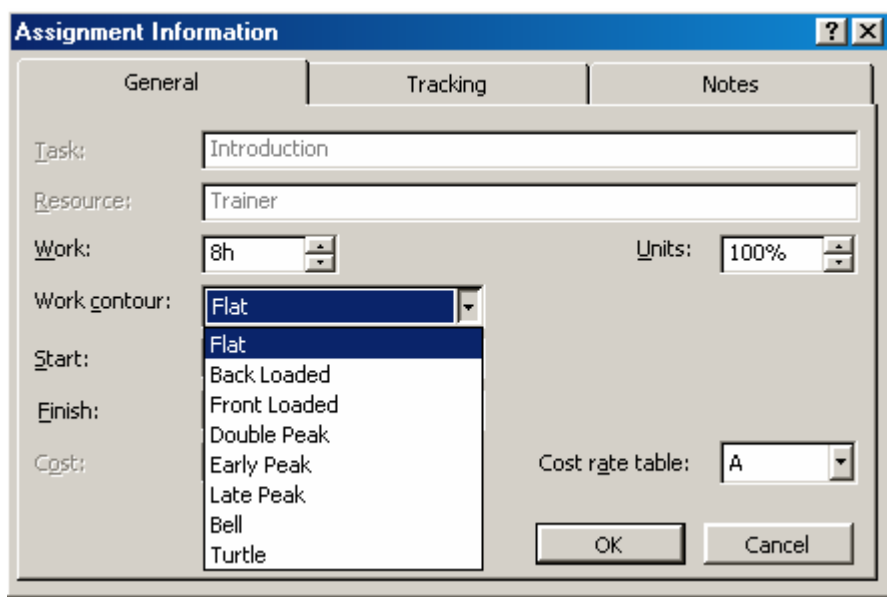 Assignment Information ? X
General Tracking Notes
Task: Introduction
Resource: Trainer
Work: 8h Units: 100%
Work contour: Flat
Flat
Start:
Back Loaded
Front Loaded
Finish:
Double Peak
Cost: Early Peak Cost rate table: A
Late Peak
Bell
Turtle
OK Cancel